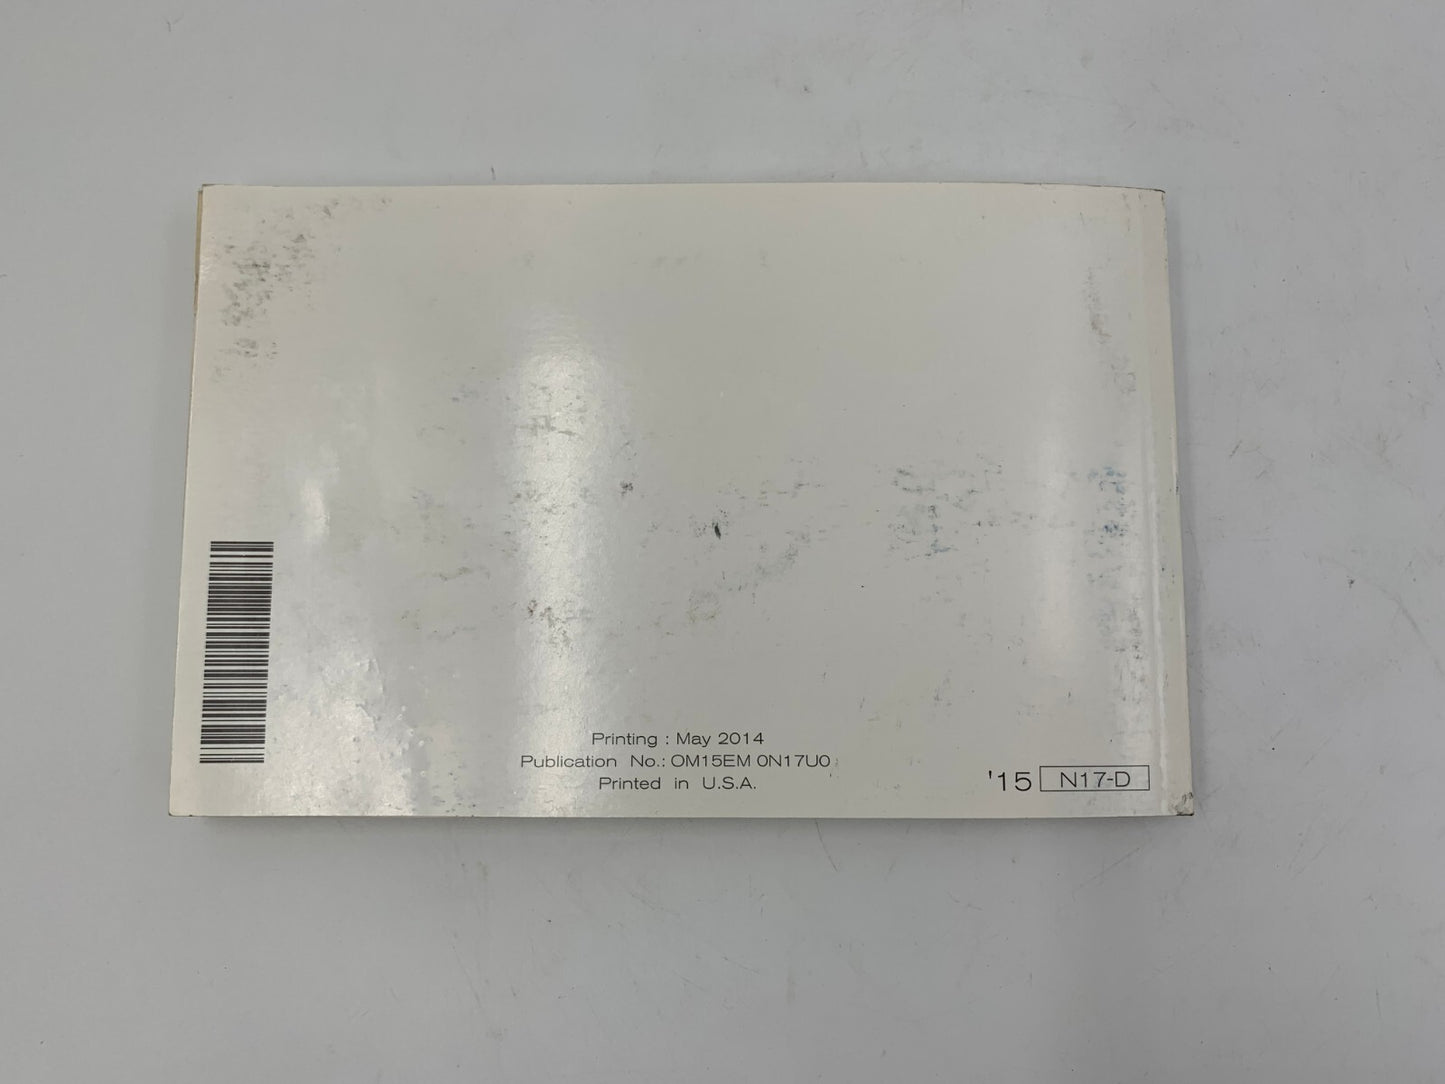 Printing : May 2014
Publication No.: OM15EM 0N17U0
Printed in U.S.A.
'15 N17-D